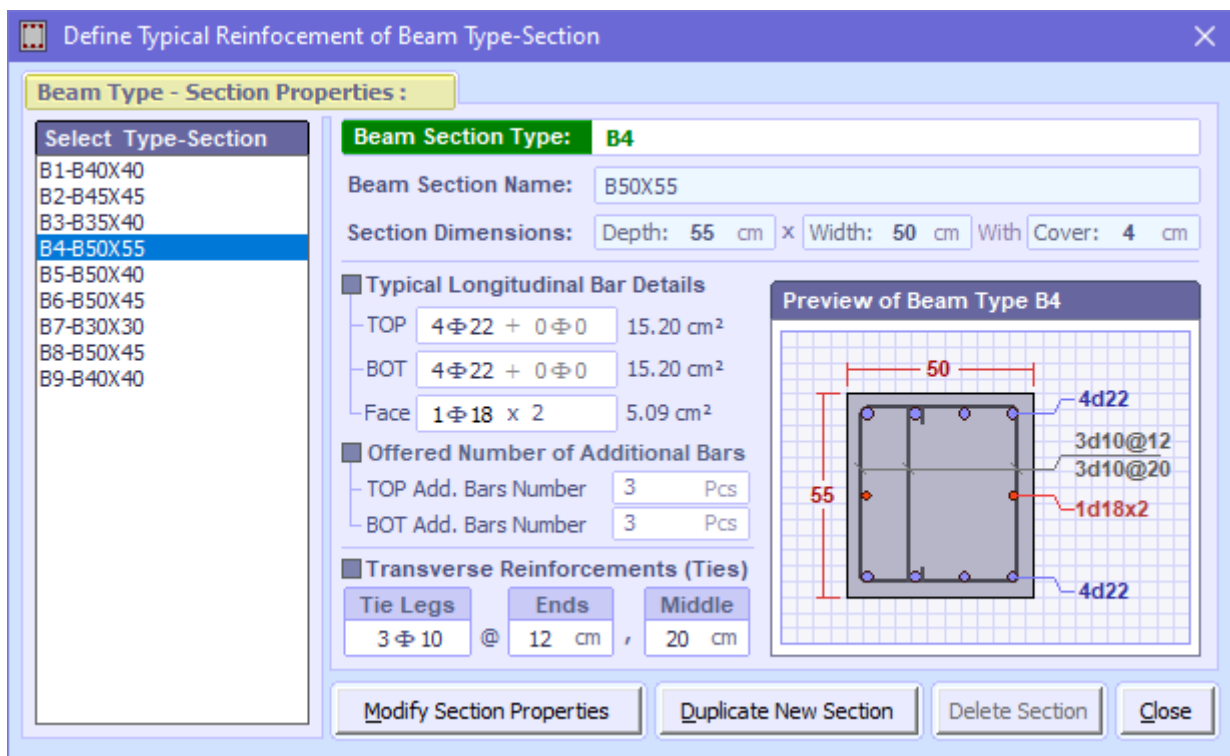 Define Typical Reinfocement of Beam Type-Section
Beam Type - Section Properties :
Select Type-Section
B1-B40X40
B2-B45X45
B3-B35X40
B4-B50X55
B5-B50X40
B6-B50X45
B7-B30X30
B8-B50X45
B9-B40X40
Beam Section Type: B4
Beam Section Name: B50X55
Section Dimensions: Depth: 55 cm x Width: 50 cm With Cover: 4 cm
Typical Longitudinal Bar Details
TOP 4Φ22 + 0Φ0 15.20 cm²
BOT 4Φ22 + 0Φ0 15.20 cm²
Face 1Φ18 x 2 5.09 cm²
Offered Number of Additional Bars
TOP Add. Bars Number 3 Pcs
BOT Add. Bars Number 3 Pcs
Transverse Reinforcements (Ties)
Tie Legs Ends Middle
3Φ10 @ 12 cm , 20 cm
Preview of Beam Type B4
50
4d22
3d10@12
3d10@20
55
1d18x2
4d22
Modify Section Properties
Duplicate New Section
Delete Section
Close